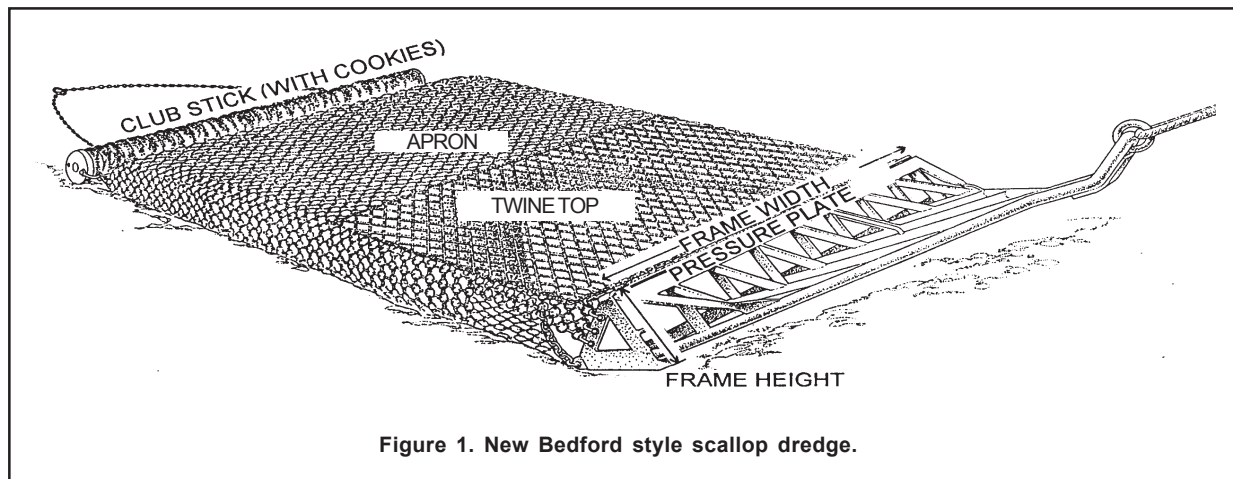 CLUB STICK (WITH COOKIES)
APRON
TWINE TOP
FRAME WIDTH
PRESSURE PLATE
FRAME HEIGHT
Figure 1. New Bedford style scallop dredge.